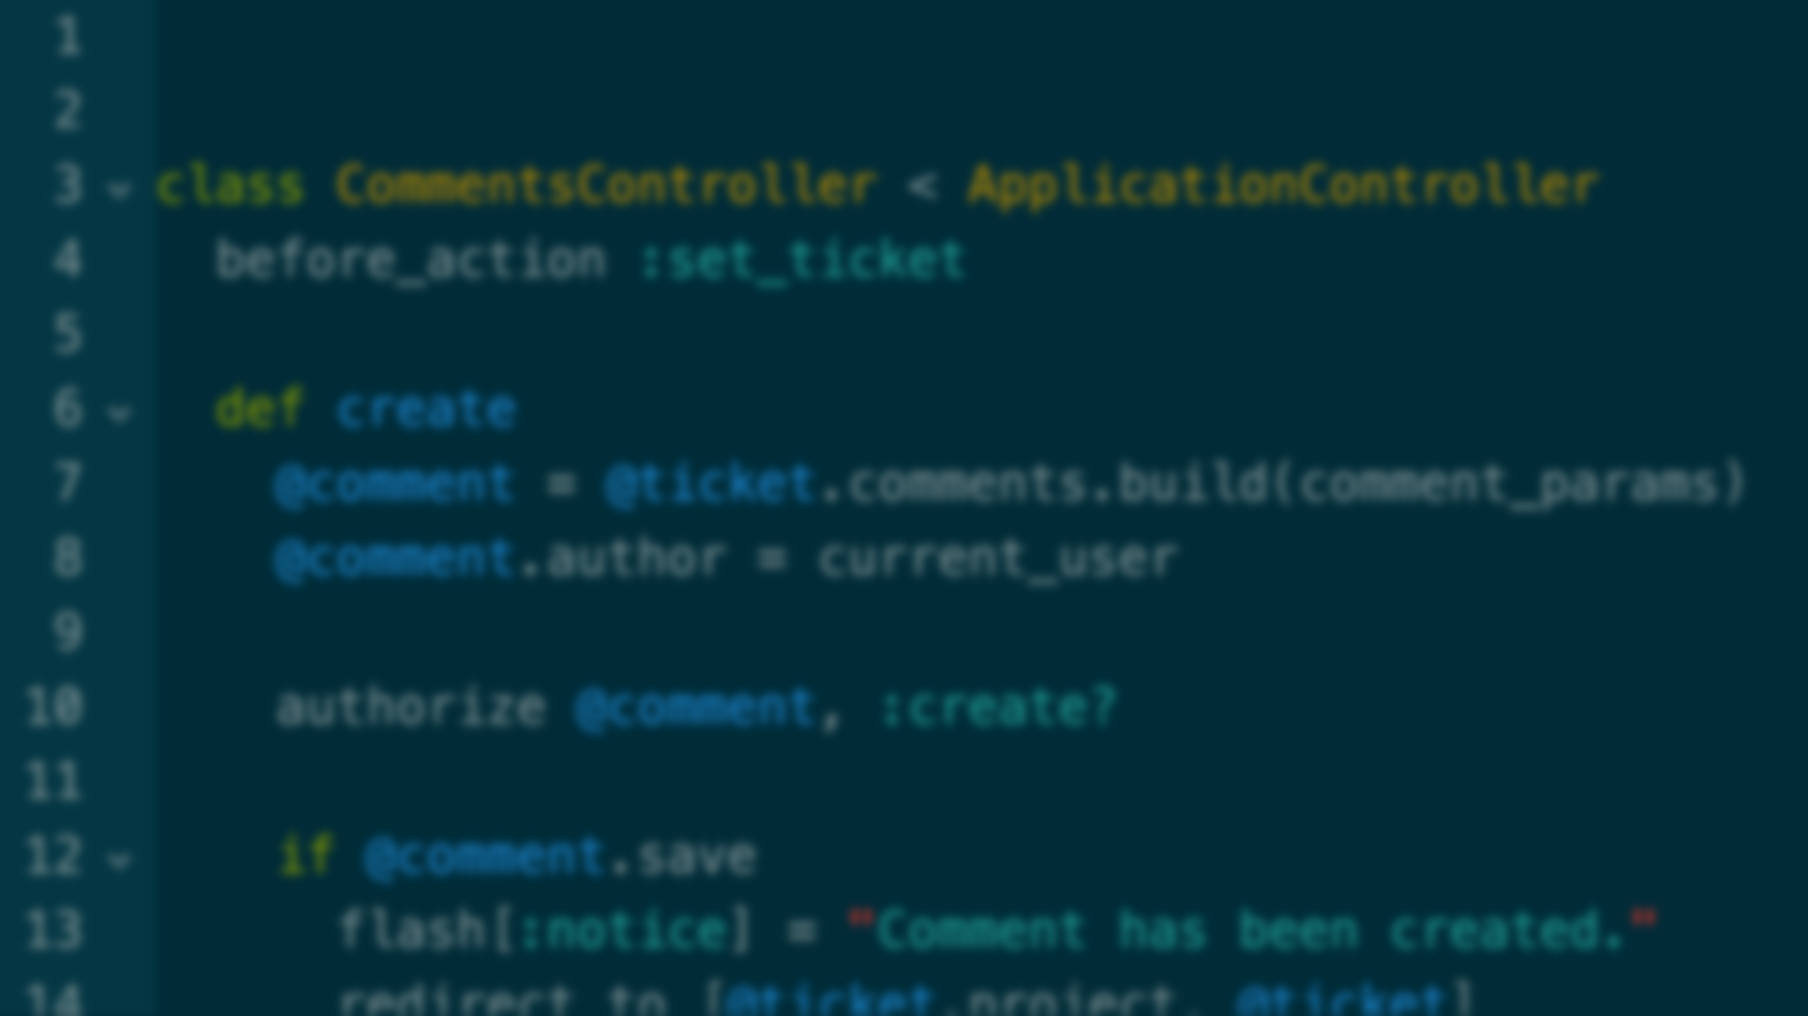 1
2
3 class CommentsController < ApplicationController
4   before_action :set_ticket
5
6   def create
7     @comment = @ticket.comments.build(comment_params)
8     @comment.author = current_user
9
10     authorize @comment, :create?
11
12     if @comment.save
13       flash[:notice] = "Comment has been created."
14       redirect_to [@ticket.project, @ticket]